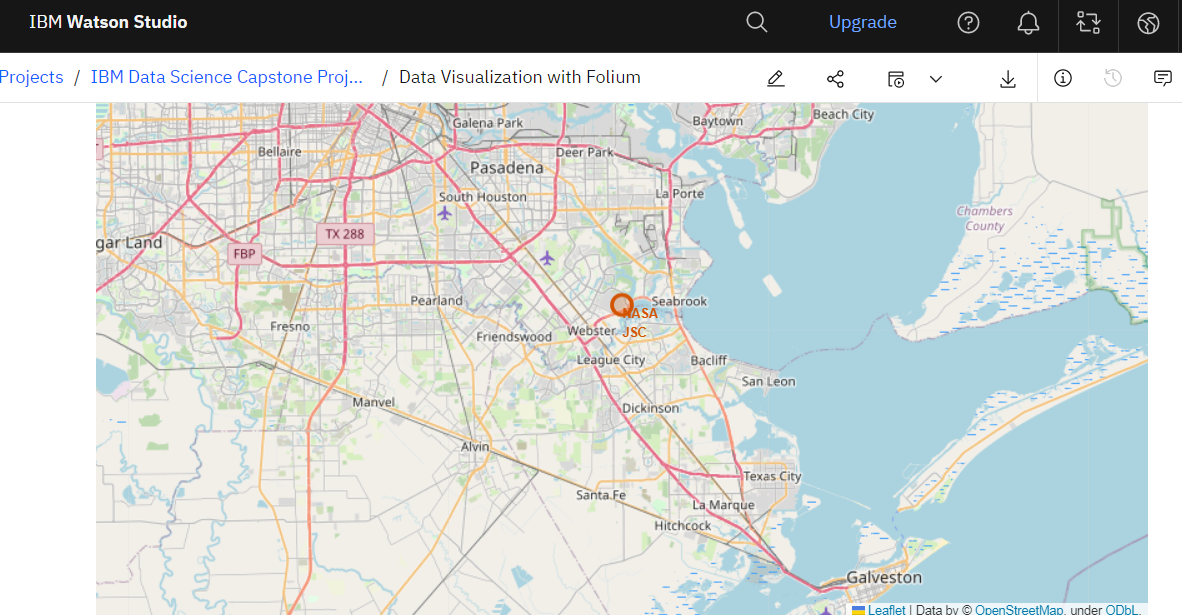 IBM Watson Studio
Upgrade
Projects / IBM Data Science Capstone Proj... / Data Visualization with Folium
Galena Park
Baytown
Beach City
Bellaire
Deer Park
Pasadena
South Houston
La Porte
Chambers
County
TX 288
gar Land
FBP
Pearland
Seabrook
NASA
JSC
Fresno
Friendswood
Webster
League City
Bacliff
San Leon
Manvel
Dickinson
Alvin
Texas City
Santa Fe
La Marque
Hitchcock
Galveston
Leaflet | Data by © OpenStreetMap, under ODbL.